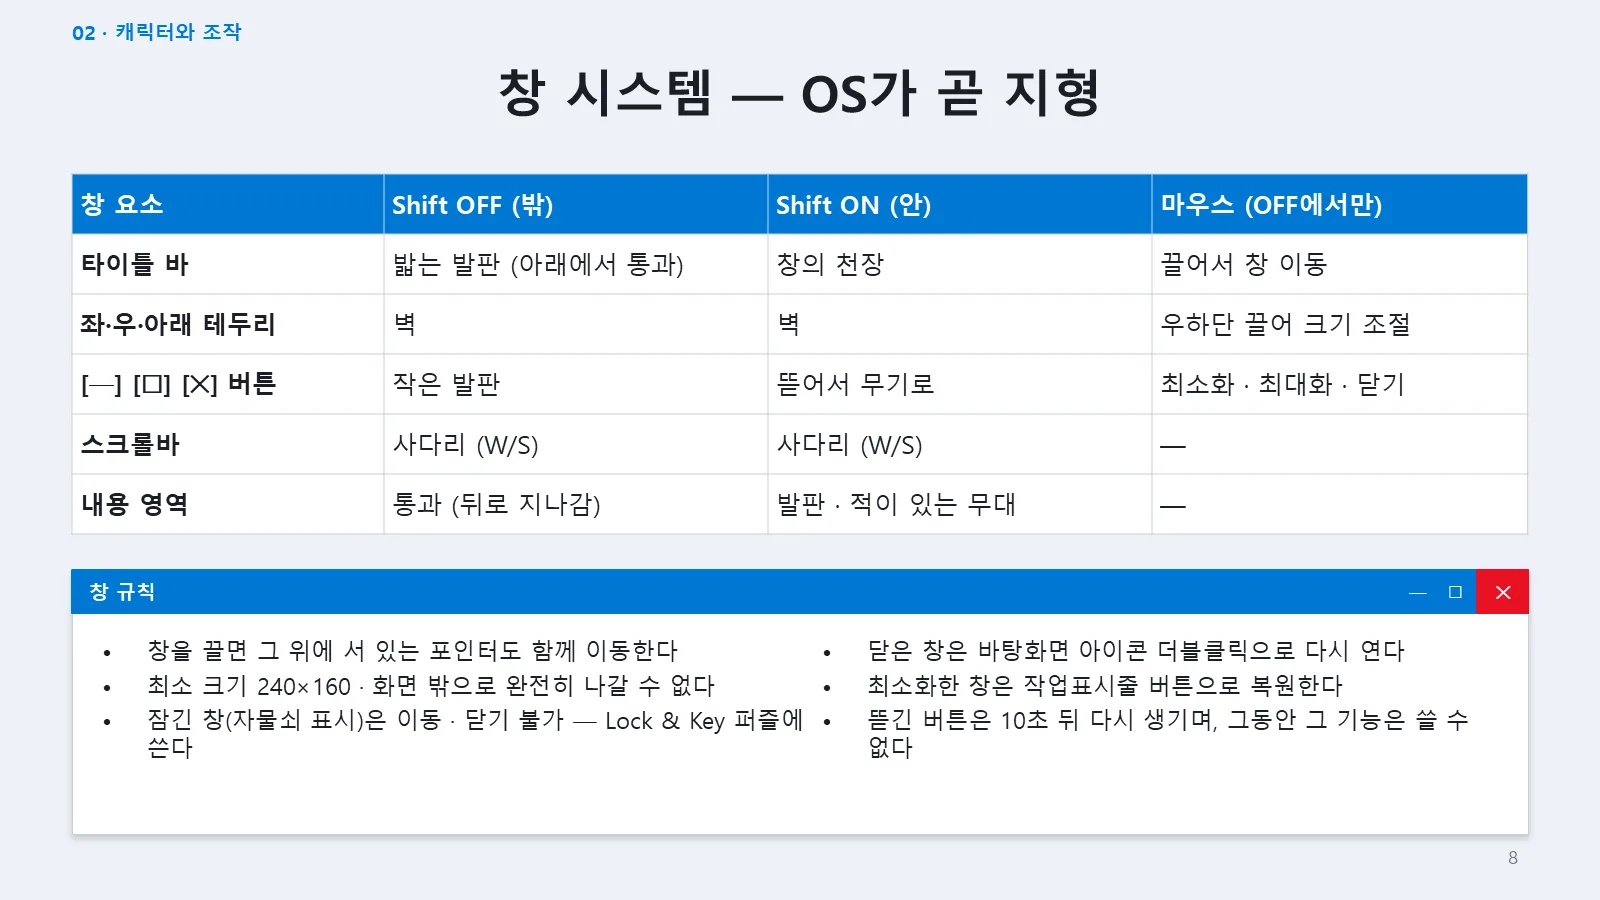 02 · 캐릭터와 조작
창 시스템 — OS가 곧 지형
창 요소 Shift OFF (밖) Shift ON (안) 마우스 (OFF에서만)
타이틀 바 밟는 발판 (아래에서 통과) 창의 천장 끌어서 창 이동
좌·우·아래 테두리 벽 벽 우하단 끌어 크기 조절
[—] [□] [✕] 버튼 작은 발판 뜯어서 무기로 최소화 · 최대화 · 닫기
스크롤바 사다리 (W/S) 사다리 (W/S) —
내용 영역 통과 (뒤로 지나감) 발판 · 적이 있는 무대 —
창 규칙 — □ ✕
• 창을 끌면 그 위에 서 있는 포인터도 함께 이동한다
• 최소 크기 240×160 · 화면 밖으로 완전히 나갈 수 없다
• 잠긴 창(자물쇠 표시)은 이동 · 닫기 불가 — Lock & Key 퍼즐에
쓴다
• 닫은 창은 바탕화면 아이콘 더블클릭으로 다시 연다
• 최소화한 창은 작업표시줄 버튼으로 복원한다
• 뜯긴 버튼은 10초 뒤 다시 생기며, 그동안 그 기능은 쓸 수
없다
8